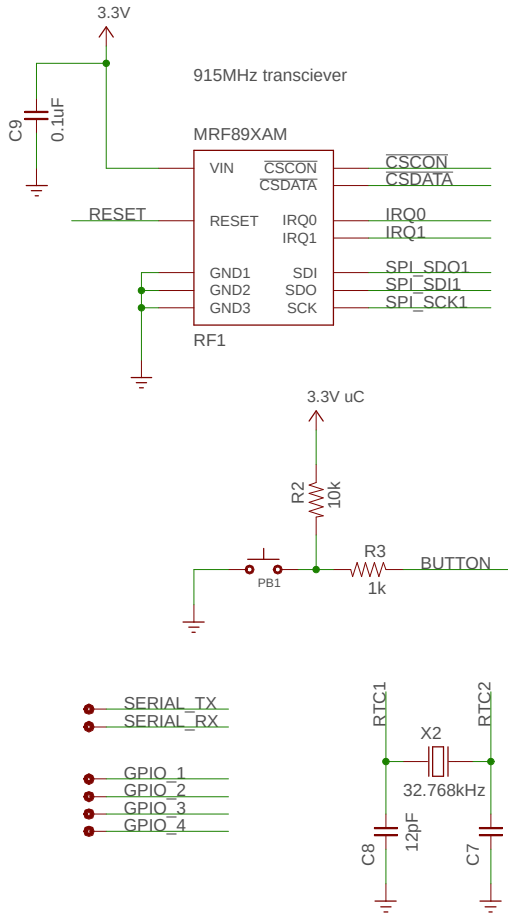 3.3V
915MHz transciever
C9
0.1uF
MRF89XAM
VIN
CSCON
CSCON
CSDATA
CSDATA
RESET
RESET
IRQ0
IRQ0
IRQ1
IRQ1
GND1
SDI
SPI_SDO1
GND2
SDO
SPI_SDI1
GND3
SCK
SPI_SCK1
RF1
3.3V uC
R2
10k
R3
1k
BUTTON
PB1
SERIAL_TX
SERIAL_RX
GPIO_1
GPIO_2
GPIO_3
GPIO_4
RTC1
RTC2
X2
32.768kHz
C8
12pF
C7